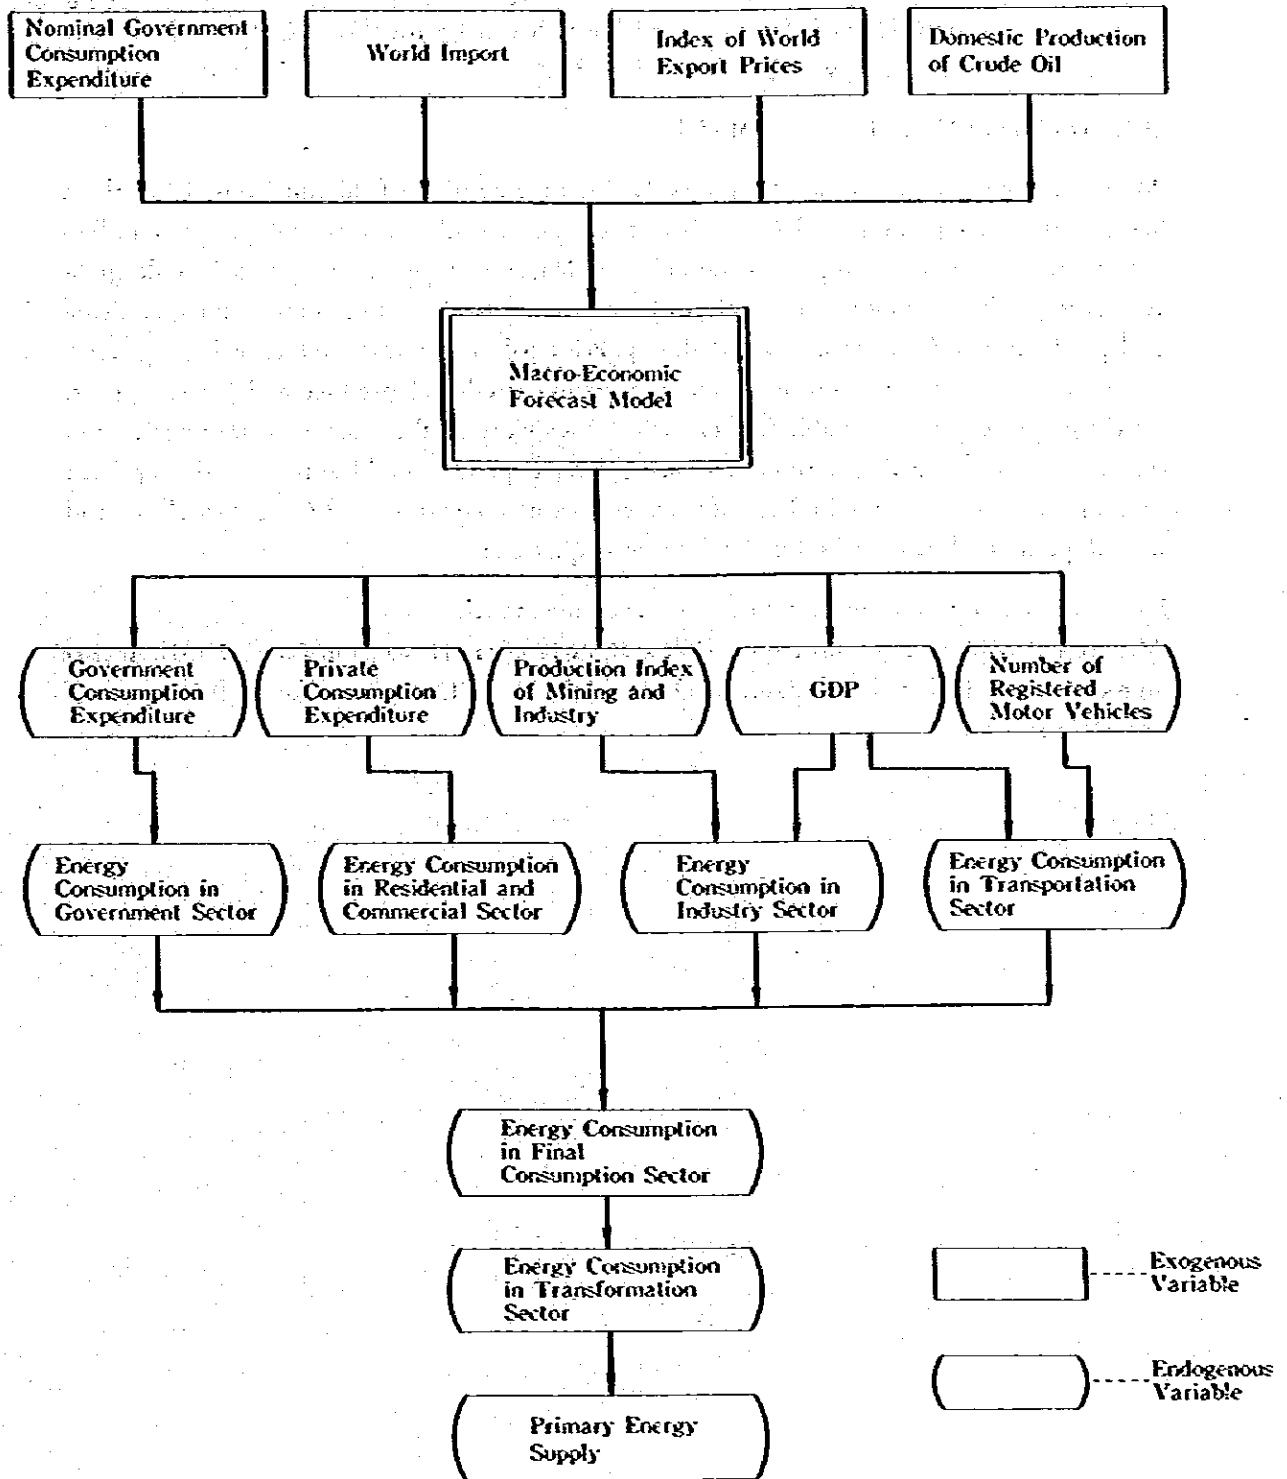 Nominal Government
Consumption
Expenditure
World Import
Index of World
Export Prices
Domestic Production
of Crude Oil
Macro-Economic
Forecast Model
Government
Consumption
Expenditure
Private
Consumption
Expenditure
Production Index
of Mining and
Industry
GDP
Number of
Registered
Motor Vehicles
Energy
Consumption in
Government Sector
Energy Consumption
in Residential and
Commercial Sector
Energy
Consumption in
Industry Sector
Energy Consumption
in Transportation
Sector
Energy Consumption
in Final
Consumption Sector
Energy Consumption
in Transformation
Sector
Primary Energy
Supply
Exogenous
Variable
Endogenous
Variable